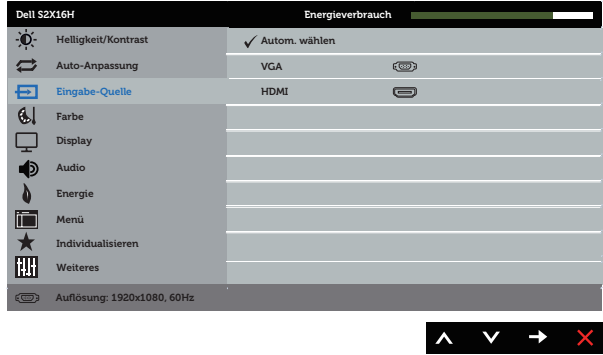 Dell S2X16H Energieverbrauch
Helligkeit/Kontrast
Autom. wählen
Auto-Anpassung
VGA
Eingabe-Quelle
HDMI
Farbe
Display
Audio
Energie
Menü
Individualisieren
Weiteres
Auflösung: 1920x1080, 60Hz